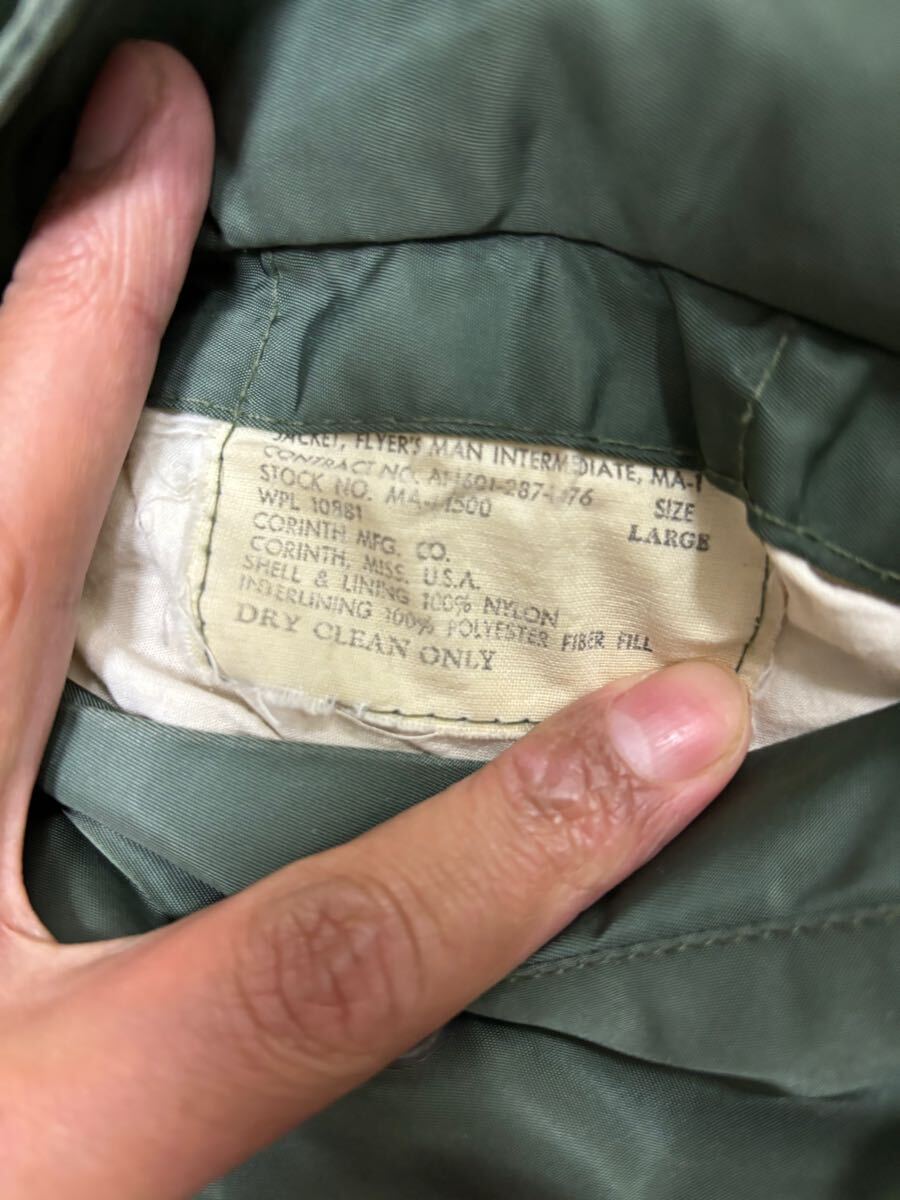 JACKET, FLYER'S MAN INTERMEDIATE, MA-1
CONTRACT NO.
STOCK NO.
SIZE
WPL 10881
LARGE
CORINTH MFG. CO.
CORINTH, MISS. U.S.A.
SHELL & LINING 100% NYLON
INTERLINING 100% POLYESTER FIBER FILL
DRY CLEAN ONLY